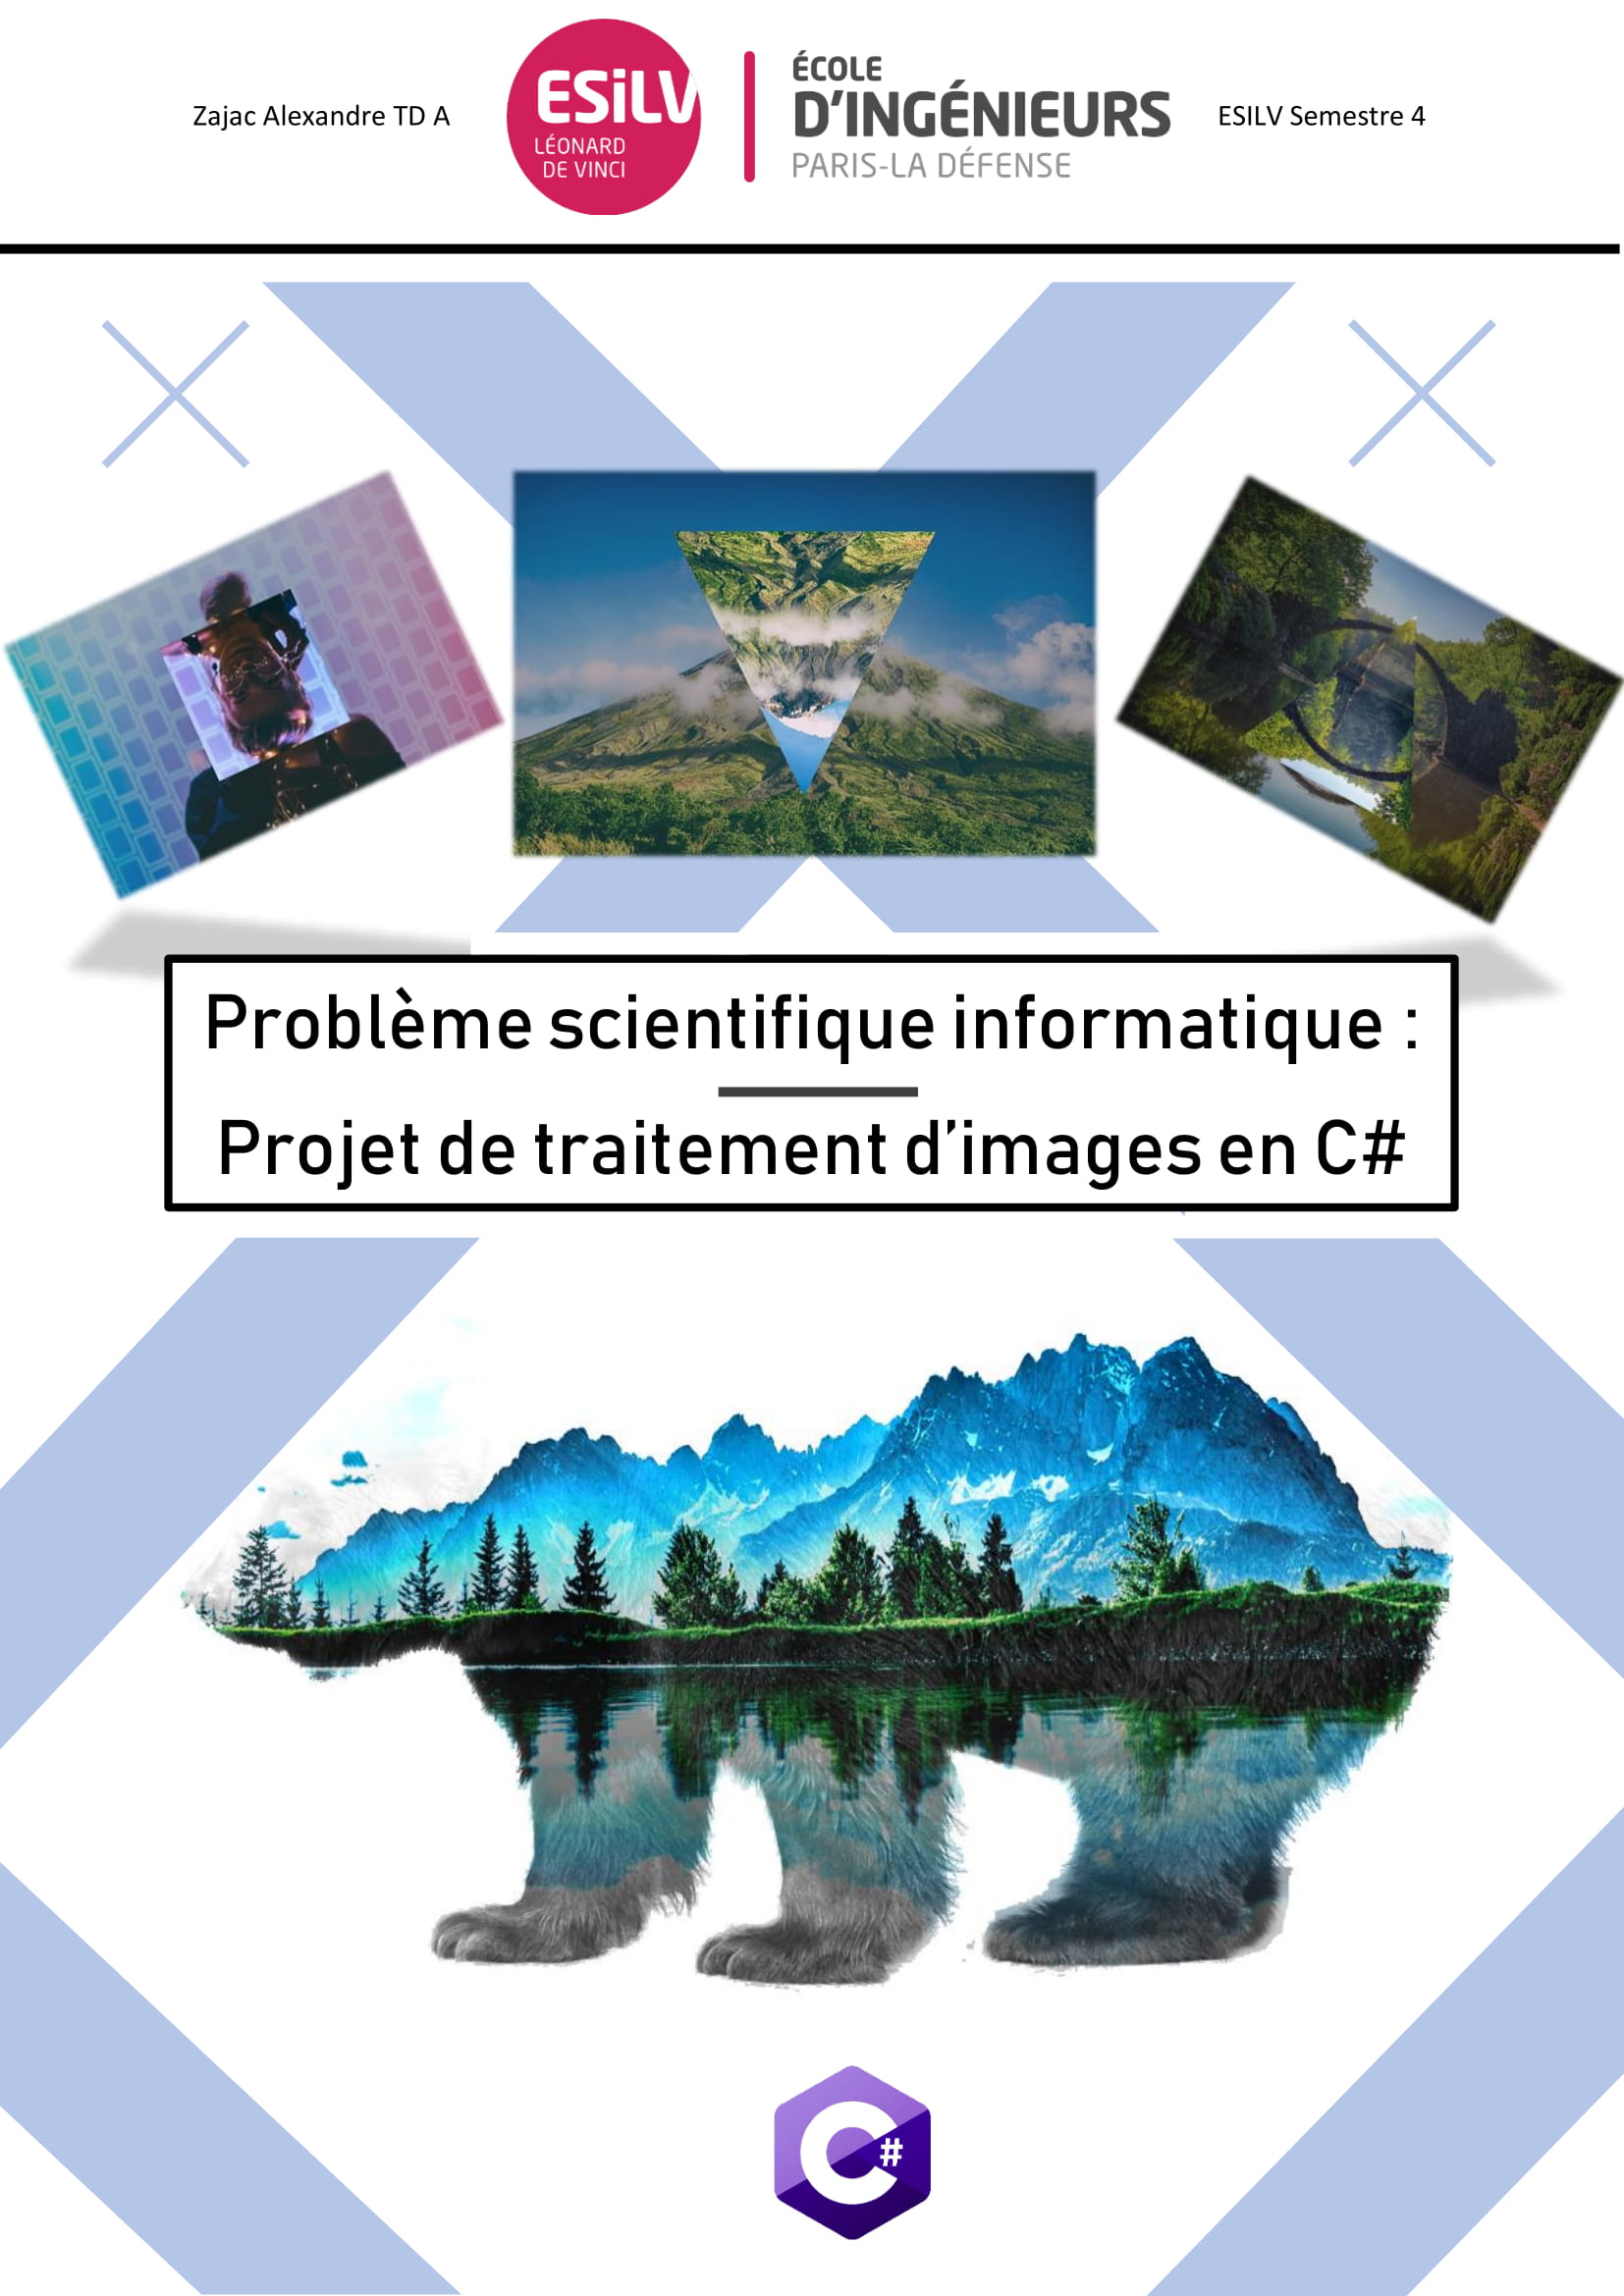 Zajac Alexandre TD A
ESiLV
LÉONARD
DE VINCI
ÉCOLE
D'INGÉNIEURS
PARIS-LA DÉFENSE
ESILV Semestre 4
Problème scientifique informatique :
Projet de traitement d’images en C#
C#